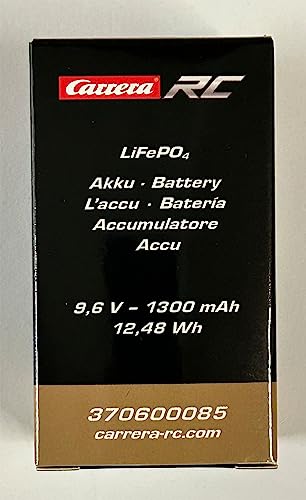 Carrera RC
LiFePO₄
Akku · Battery
L'accu · Batería
Accumulatore
Accu
9,6 V – 1300 mAh
12,48 Wh
370600085
carrera-rc.com